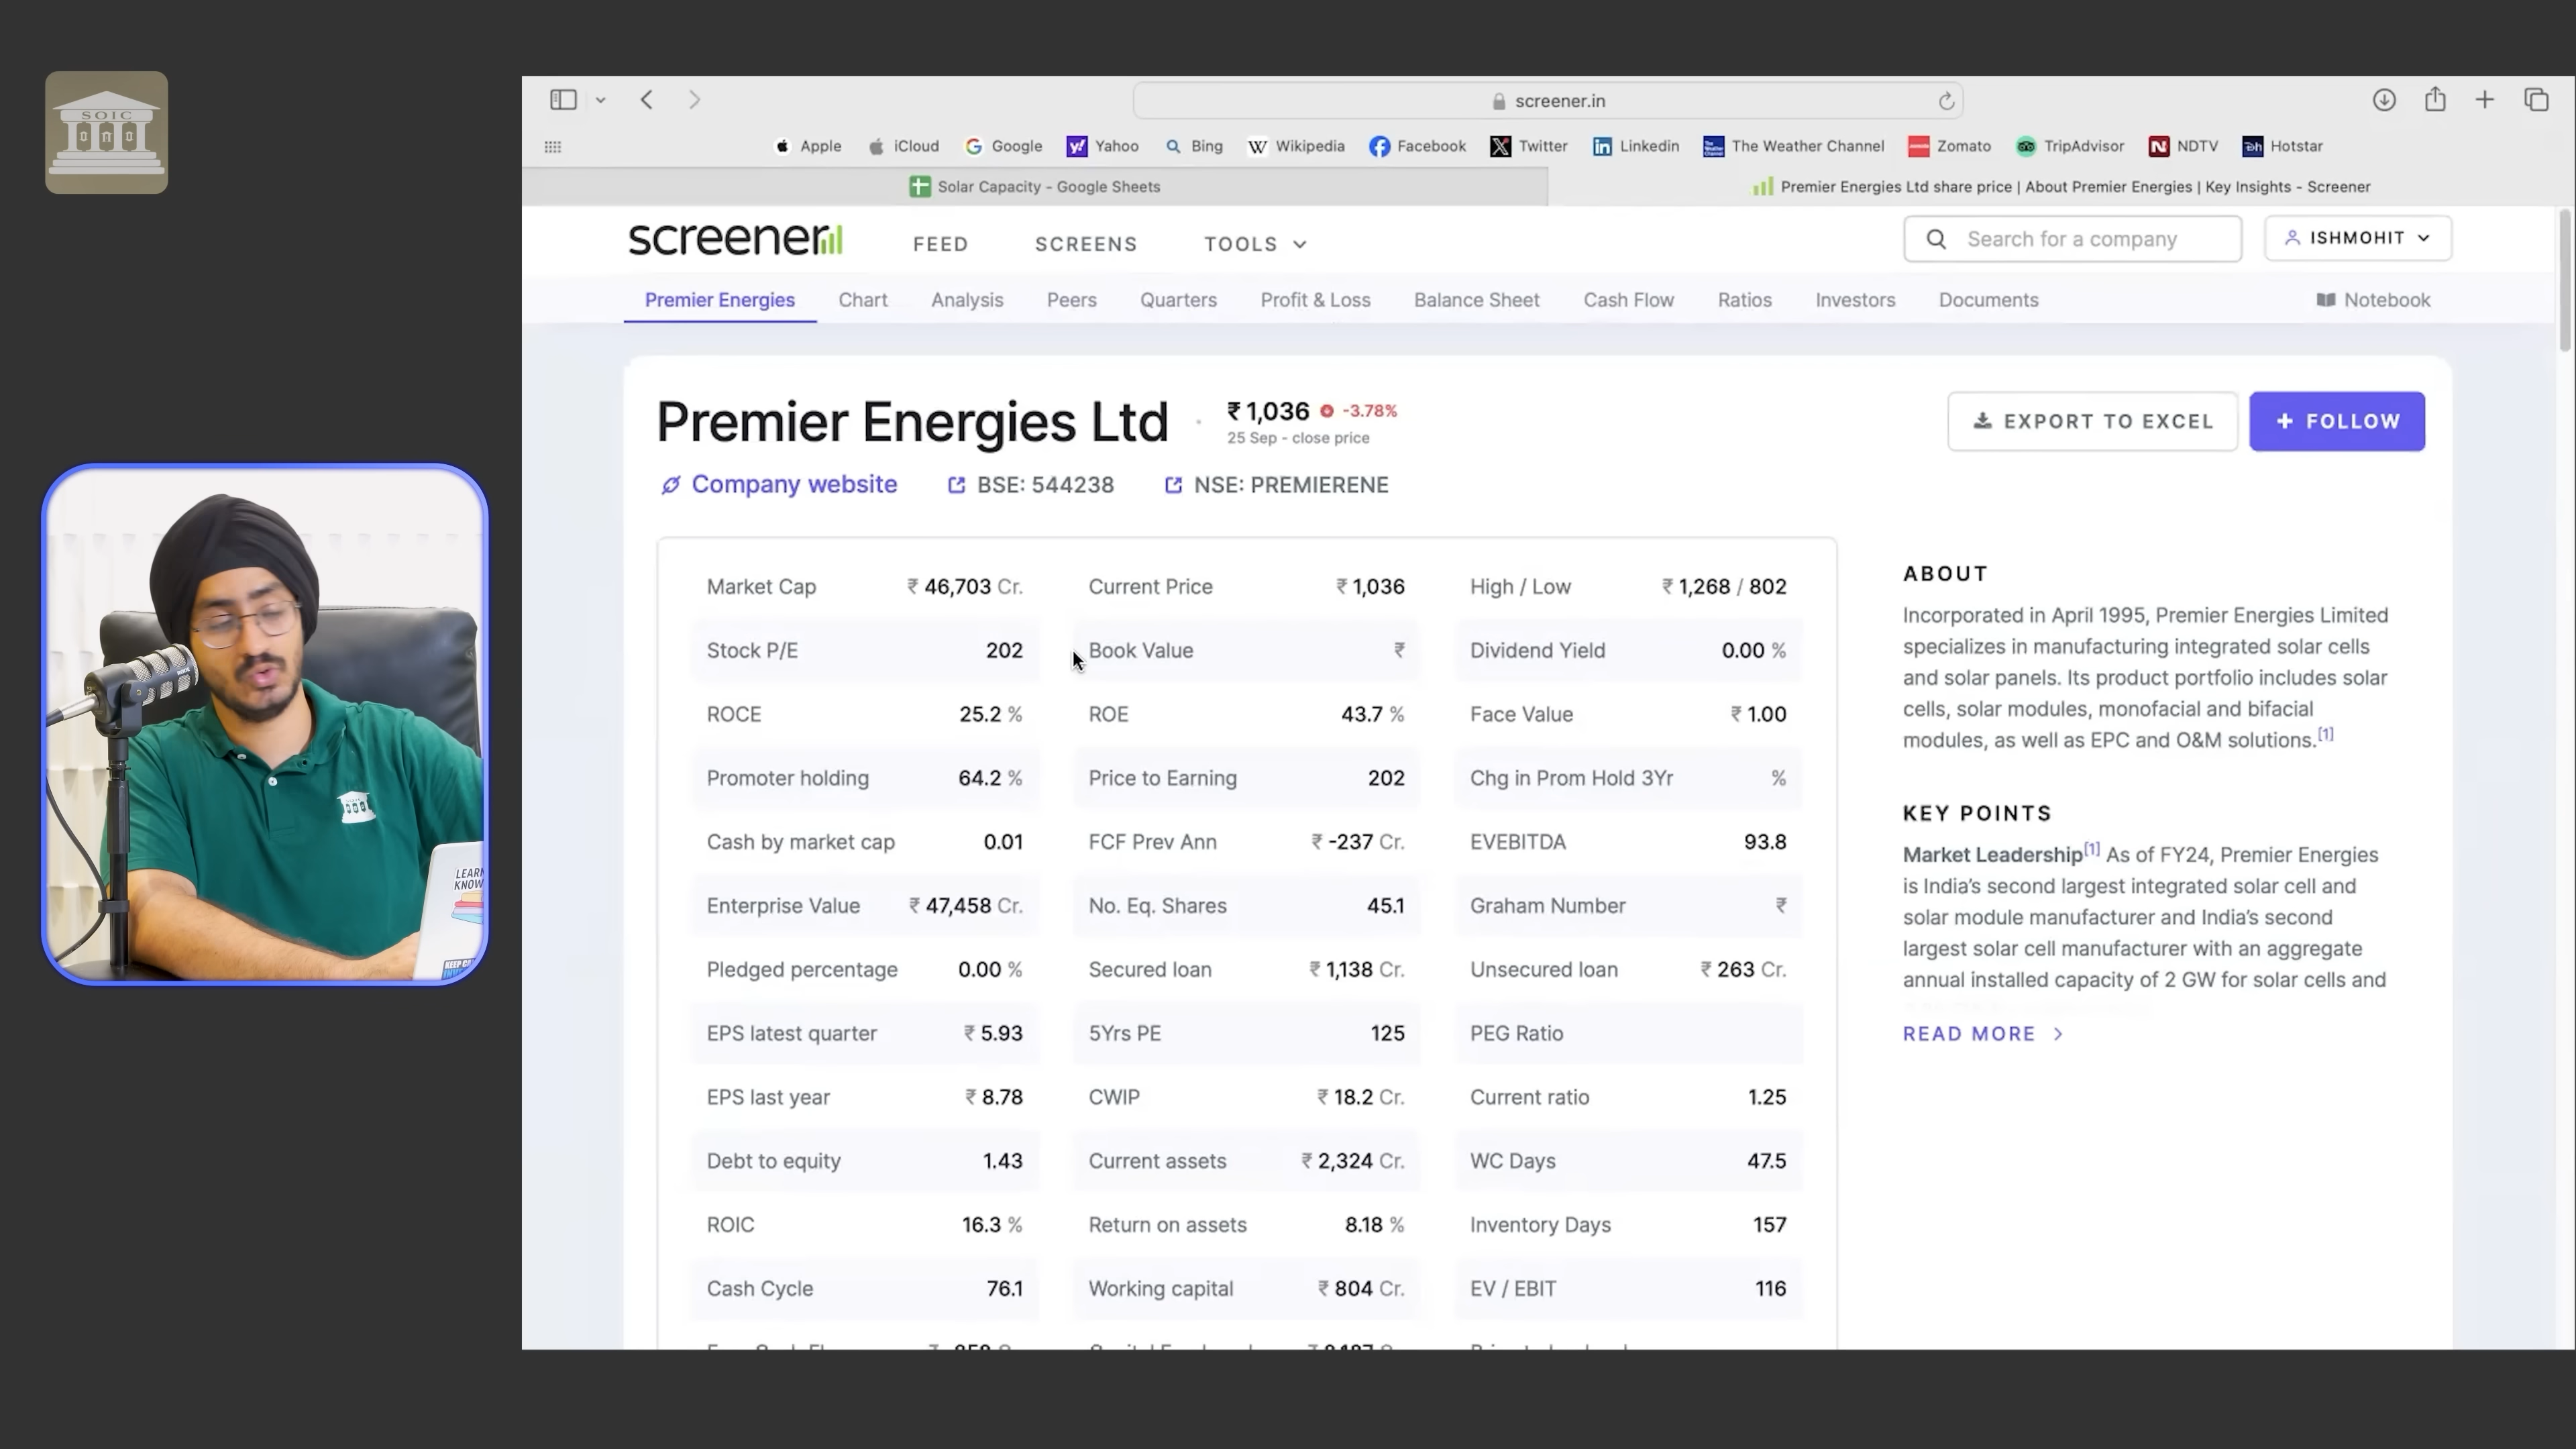 SOIC
screener.in
Apple iCloud Google Yahoo Bing Wikipedia Facebook Twitter Linkedin The Weather Channel Zomato TripAdvisor NDTV Hotstar
Solar Capacity - Google Sheets
Premier Energies Ltd share price | About Premier Energies | Key Insights - Screener
screener
FEED SCREENS TOOLS
Search for a company
ISHMOHIT
Premier Energies Chart Analysis Peers Quarters Profit & Loss Balance Sheet Cash Flow Ratios Investors Documents Notebook
Premier Energies Ltd
₹ 1,036 -3.78%
25 Sep - close price
EXPORT TO EXCEL
+ FOLLOW
Company website BSE: 544238 NSE: PREMIERENE
Market Cap ₹ 46,703 Cr. Current Price ₹ 1,036 High / Low ₹ 1,268 / 802
Stock P/E 202 Book Value ₹ Dividend Yield 0.00 %
ROCE 25.2 % ROE 43.7 % Face Value ₹ 1.00
Promoter holding 64.2 % Price to Earning 202 Chg in Prom Hold 3Yr %
Cash by market cap 0.01 FCF Prev Ann ₹ -237 Cr. EVEBITDA 93.8
Enterprise Value ₹ 47,458 Cr. No. Eq. Shares 45.1 Graham Number ₹
Pledged percentage 0.00 % Secured loan ₹ 1,138 Cr. Unsecured loan ₹ 263 Cr.
EPS latest quarter ₹ 5.93 5Yrs PE 125 PEG Ratio
EPS last year ₹ 8.78 CWIP ₹ 18.2 Cr. Current ratio 1.25
Debt to equity 1.43 Current assets ₹ 2,324 Cr. WC Days 47.5
ROIC 16.3 % Return on assets 8.18 % Inventory Days 157
Cash Cycle 76.1 Working capital ₹ 804 Cr. EV / EBIT 116
ABOUT
Incorporated in April 1995, Premier Energies Limited
specializes in manufacturing integrated solar cells
and solar panels. Its product portfolio includes solar
cells, solar modules, monofacial and bifacial
modules, as well as EPC and O&M solutions.[1]
KEY POINTS
Market Leadership[1] As of FY24, Premier Energies
is India's second largest integrated solar cell and
solar module manufacturer and India's second
largest solar cell manufacturer with an aggregate
annual installed capacity of 2 GW for solar cells and
READ MORE